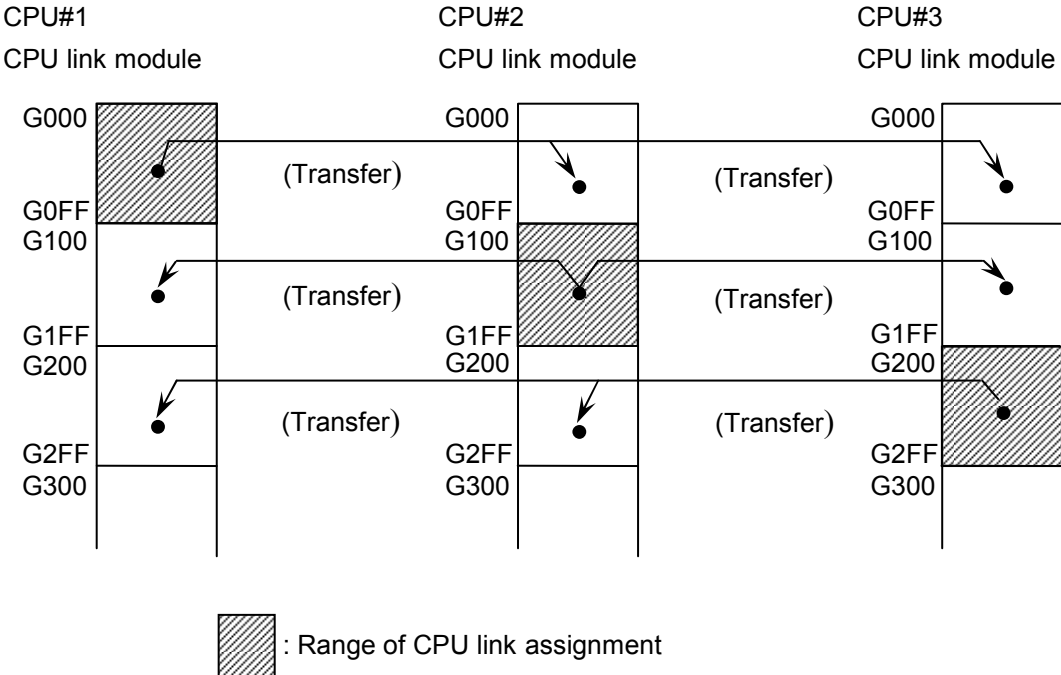 CPU#1 CPU#2 CPU#3
CPU link module CPU link module CPU link module
G000 G000 G000
(Transfer) (Transfer)
G0FF G0FF G0FF
G100 G100 G100
(Transfer) (Transfer)
G1FF G1FF G1FF
G200 G200 G200
(Transfer) (Transfer)
G2FF G2FF G2FF
G300 G300 G300
: Range of CPU link assignment